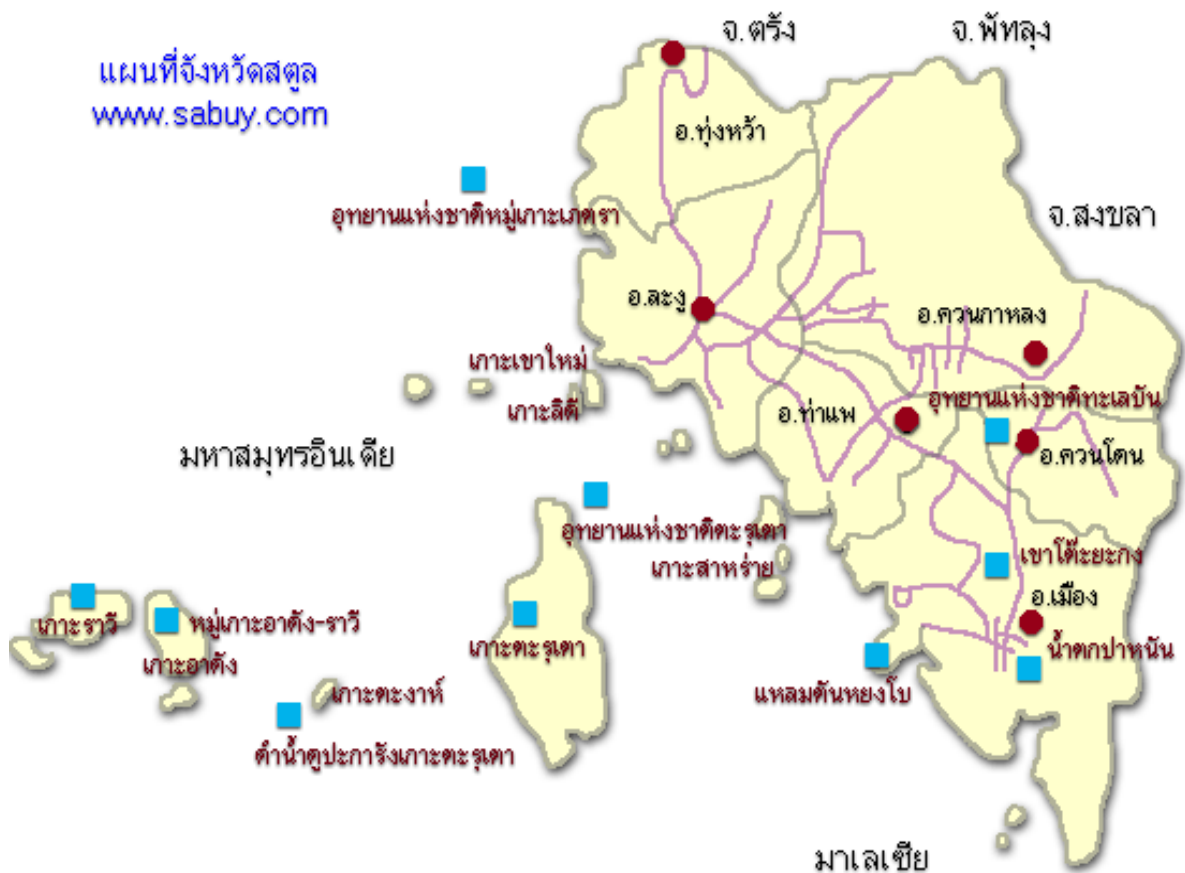 จ.ตรัง
จ.พัทลุง
แผนที่จังหวัดสตูล
www.sabuy.com
อ.ทุ่งหว้า
อุทยานแห่งชาติหมู่เกาะเภตรา
จ.สงขลา
อ.ละงู
อ.ควนกาหลง
เกาะเขาใหญ่
อุทยานแห่งชาติทะเลบัน
เกาะลิดี
อ.ท่าแพ
มหาสมุทรอินเดีย
อ.ควนโดน
อุทยานแห่งชาติตะรุเตา
เขาโต๊ะยะกง
เกาะสาหร่าย
อ.เมือง
เกาะราวี
หมู่เกาะอาดัง-ราวี
เกาะตะรุเตา
น้ำตกปาหนัน
เกาะอาดัง
เกาะตะงาห์
แหลมตันหยงโป
ดำน้ำดูปะการังเกาะตะรุเตา
มาเลเซีย